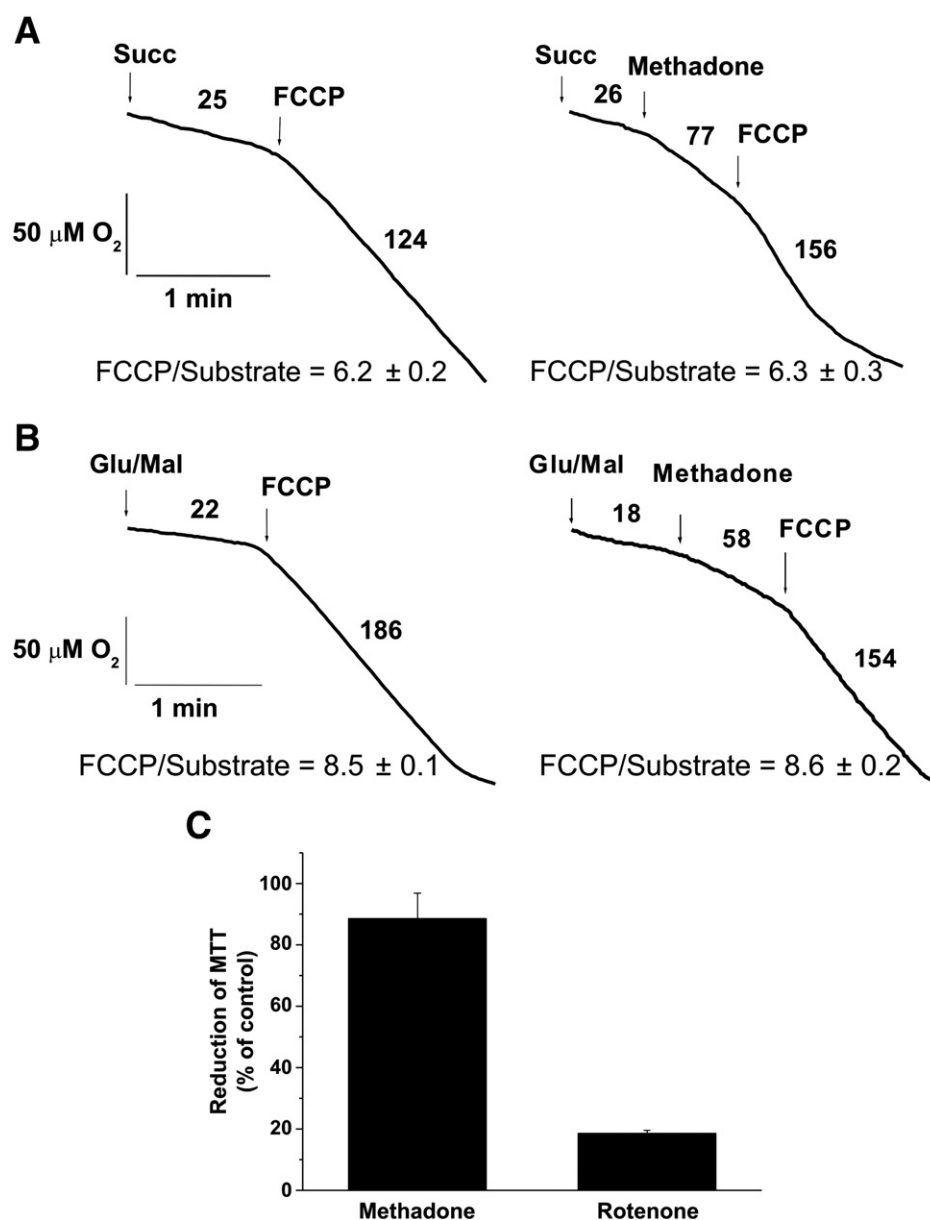 A
Succ
25
FCCP
124
50 μM O₂
1 min
FCCP/Substrate = 6.2 ± 0.2
Succ
26
Methadone
77
FCCP
156
FCCP/Substrate = 6.3 ± 0.3
B
Glu/Mal
22
FCCP
186
50 μM O₂
1 min
FCCP/Substrate = 8.5 ± 0.1
Glu/Mal
18
Methadone
58
FCCP
154
FCCP/Substrate = 8.6 ± 0.2
C
Reduction of MTT
(% of control)
100
80
60
40
20
0
Methadone
Rotenone